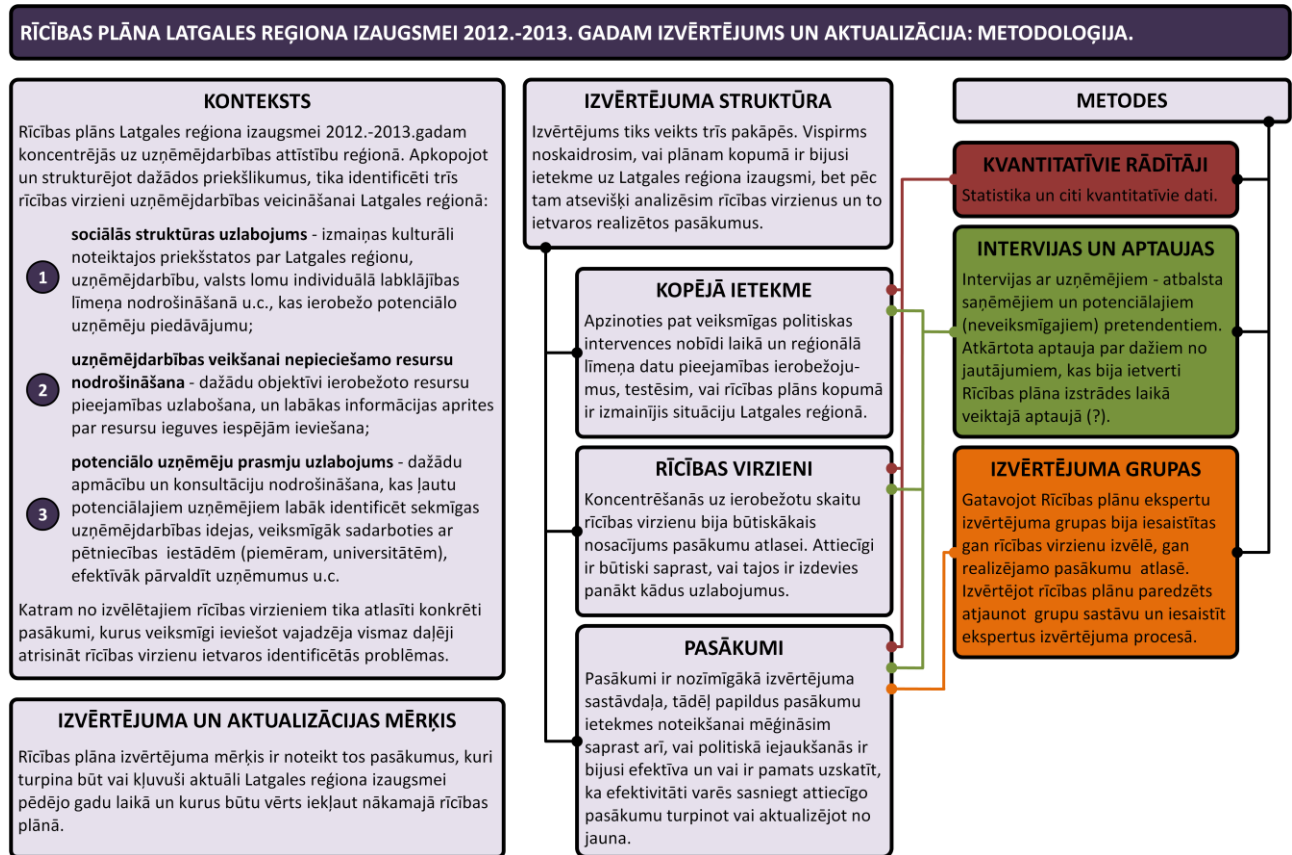 RĪCĪBAS PLĀNA LATGALES REĢIONA IZAUGSMEI 2012.-2013. GADAM IZVĒRTĒJUMS UN AKTUALIZĀCIJA: METODOLOĢIJA.
KONTEKSTS
Rīcības plāns Latgales reģiona izaugsmei 2012.-2013.gadam
koncentrējās uz uzņēmējdarbības attīstību reģionā. Apkopojot
un strukturējot dažādos priekšlikumus, tika identificēti trīs
rīcības virzieni uzņēmējdarbības veicināšanai Latgales reģionā:
1
sociālās struktūras uzlabojums - izmaiņas kulturāli
noteiktajos priekšstatos par Latgales reģionu,
uzņēmējdarbību, valsts lomu individuālā labklājības
līmeņa nodrošināšanā u.c., kas ierobežo potenciālo
uzņēmēju piedāvājumu;
2
uzņēmējdarbības veikšanai nepieciešamo resursu
nodrošināšana - dažādu objektīvi ierobežoto resursu
pieejamības uzlabošana, un labākas informācijas aprites
par resursu ieguves iespējām ieviešana;
3
potenciālo uzņēmēju prasmju uzlabojums - dažādu
apmācību un konsultāciju nodrošināšana, kas ļautu
potenciālajiem uzņēmējiem labāk identificēt sekmīgas
uzņēmējdarbības idejas, veiksmīgāk sadarboties ar
pētniecības iestādēm (piemēram, universitātēm),
efektīvāk pārvaldīt uzņēmumus u.c.
Katram no izvēlētajiem rīcības virzieniem tika atlasīti konkrēti
pasākumi, kurus veiksmīgi ieviešot vajadzēja vismaz daļēji
atrisināt rīcības virzienu ietvaros identificētās problēmas.
IZVĒRTĒJUMA UN AKTUALIZĀCIJAS MĒRĶIS
Rīcības plāna izvērtējuma mērķis ir noteikt tos pasākumus, kuri
turpina būt vai kļuvuši aktuāli Latgales reģiona izaugsmei
pēdējo gadu laikā un kurus būtu vērts iekļaut nākamajā rīcības
plānā.
IZVĒRTĒJUMA STRUKTŪRA
Izvērtējums tiks veikts trīs pakāpēs. Vispirms
noskaidrosim, vai plānam kopumā ir bijusi
ietekme uz Latgales reģiona izaugsmi, bet pēc
tam atsevišķi analizēsim rīcības virzienus un to
ietvaros realizētos pasākumus.
KOPĒJĀ IETEKME
Apzinoties pat veiksmīgas politiskas
intervences nobīdi laikā un reģionālā
līmeņa datu pieejamības ierobežoju-
mus, testēsim, vai rīcības plāns kopumā
ir izmainījis situāciju Latgales reģionā.
RĪCĪBAS VIRZIENI
Koncentrēšanās uz ierobežotu skaitu
rīcības virzienu bija būtiskākais
nosacījums pasākumu atlasei. Attiecīgi
ir būtiski saprast, vai tajos ir izdevies
panākt kādus uzlabojumus.
PASĀKUMI
Pasākumi ir nozīmīgākā izvērtējuma
sastāvdaļa, tādēļ papildus pasākumu
ietekmes noteikšanai mēģināsim
saprast arī, vai politiskā iejaukšanās ir
bijusi efektīva un vai ir pamats uzskatīt,
ka efektivitāti varēs sasniegt attiecīgo
pasākumu turpinot vai aktualizējot no
jauna.
METODES
KVANTITATĪVIE RĀDĪTĀJI
Statistika un citi kvantitatīvie dati.
INTERVIJAS UN APTAUJAS
Intervijas ar uzņēmējiem - atbalsta
saņēmējiem un potenciālajiem
(neveiksmīgajiem) pretendentiem.
Atkārtota aptauja par dažiem no
jautājumiem, kas bija ietverti
Rīcības plāna izstrādes laikā
veiktajā aptaujā (?).
IZVĒRTĒJUMA GRUPAS
Gatavojot Rīcības plānu ekspertu
izvērtējuma grupas bija iesaistītas
gan rīcības virzienu izvēlē, gan
realizējamo pasākumu atlasē.
Izvērtējot rīcības plānu paredzēts
atjaunot grupu sastāvu un iesaistīt
ekspertus izvērtējuma procesā.